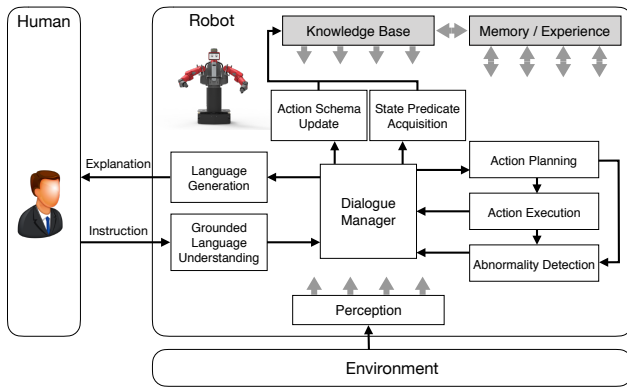 Human
Robot
Knowledge Base
Memory / Experience
Action Schema
Update
State Predicate
Acquisition
Explanation
Language
Generation
Dialogue
Manager
Action Planning
Instruction
Grounded
Language
Understanding
Action Execution
Abnormality Detection
Perception
Environment